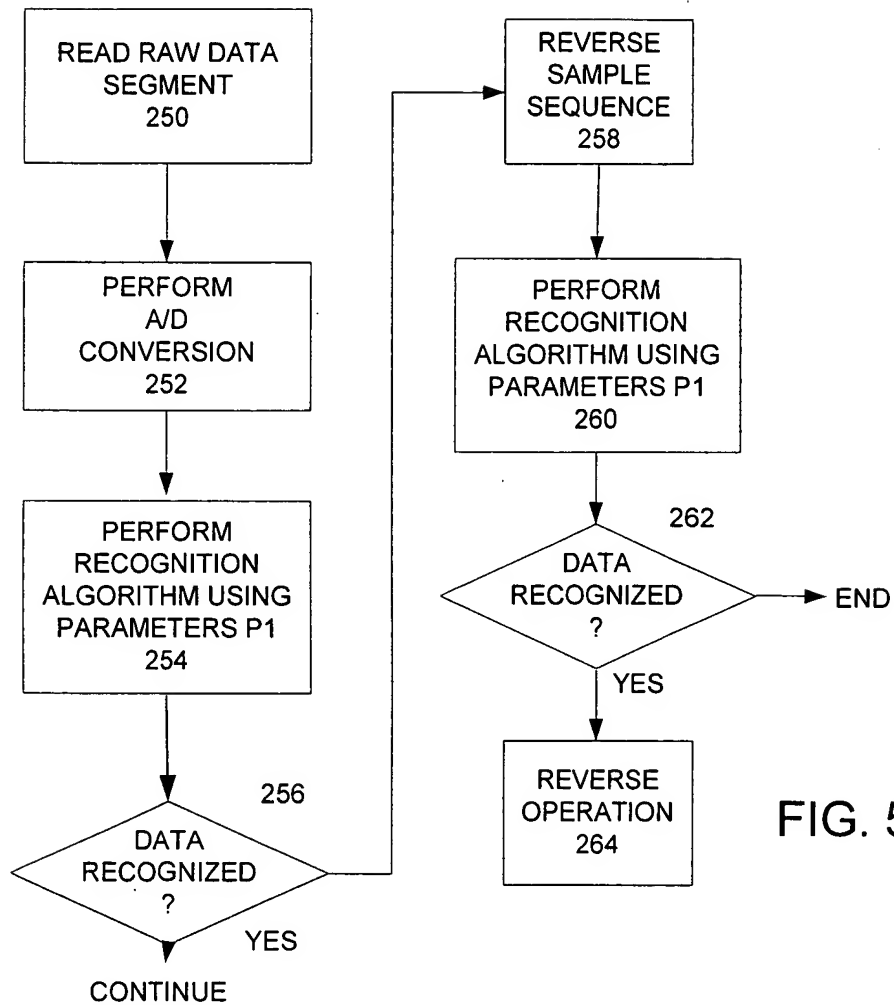 READ RAW DATA
SEGMENT
250
PERFORM
A/D
CONVERSION
252
PERFORM
RECOGNITION
ALGORITHM USING
PARAMETERS P1
254
256
DATA
RECOGNIZED
?
YES
CONTINUE
REVERSE
SAMPLE
SEQUENCE
258
PERFORM
RECOGNITION
ALGORITHM USING
PARAMETERS P1
260
262
DATA
RECOGNIZED
?
END
YES
REVERSE
OPERATION
264
FIG. 5